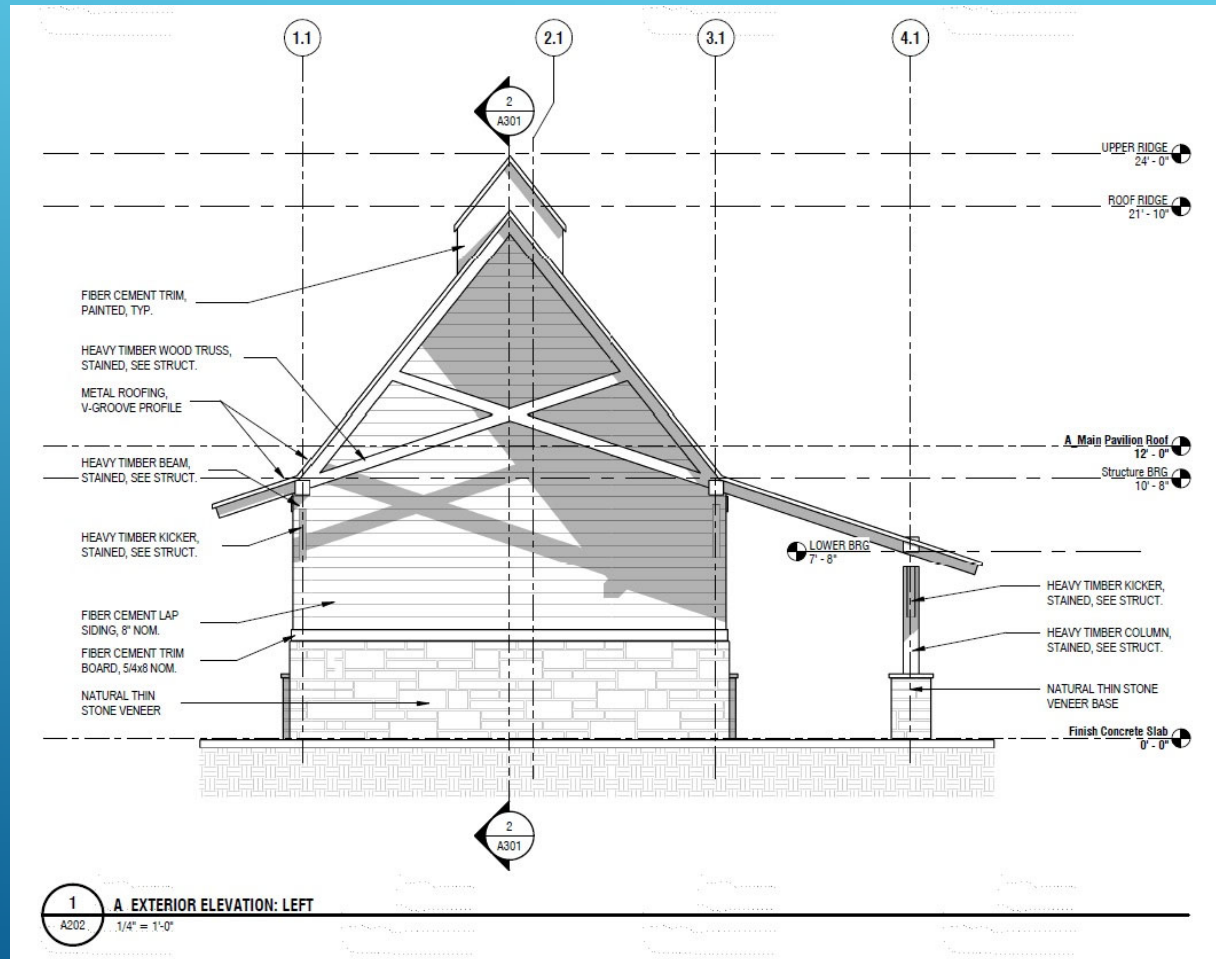 1.1
2.1
3.1
4.1
2
A301
UPPER RIDGE
24' - 0"
ROOF RIDGE
21' - 10"
FIBER CEMENT TRIM,
PAINTED, TYP.
HEAVY TIMBER WOOD TRUSS,
STAINED, SEE STRUCT.
METAL ROOFING,
V-GROOVE PROFILE
A_Main Pavilion Roof
12' - 0"
HEAVY TIMBER BEAM,
STAINED, SEE STRUCT.
Structure BRG
10' - 8"
HEAVY TIMBER KICKER,
STAINED, SEE STRUCT.
LOWER BRG
7' - 8"
HEAVY TIMBER KICKER,
STAINED, SEE STRUCT.
FIBER CEMENT LAP
SIDING, 8" NOM.
HEAVY TIMBER COLUMN,
STAINED, SEE STRUCT.
FIBER CEMENT TRIM
BOARD, 5/4x8 NOM.
NATURAL THIN
STONE VENEER
NATURAL THIN STONE
VENEER BASE
Finish Concrete Slab
0' - 0"
2
A301
1
A202
A EXTERIOR ELEVATION: LEFT
1/4" = 1'-0"